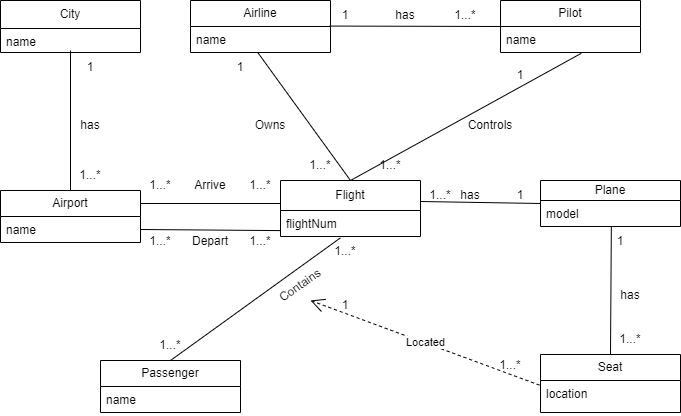 City
name
Airline
name
1
has
1...*
Pilot
name
1
1
1
has
Owns
Controls
1...*
1...*
1...*
Airport
name
1...*
Arrive
1...*
1...*
Depart
1...*
Flight
flightNum
1...*
has
1
Plane
model
1...*
1
Contains
1
has
Located
1...*
1...*
1...*
Passenger
name
Seat
location